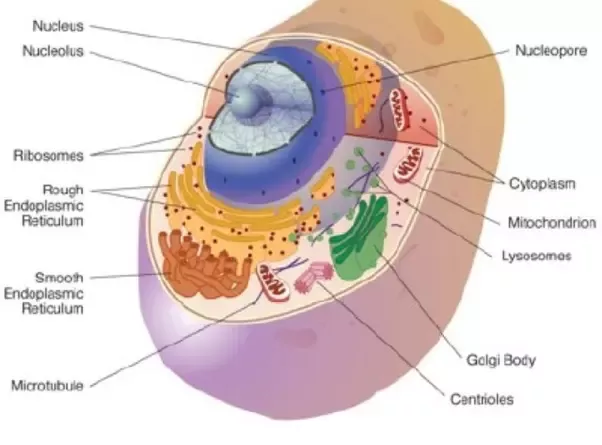 Nucleus
Nucleolus
Nucleopore
Ribosomes
Rough
Endoplasmic
Reticulum
Cytoplasm
Mitochondrion
Lysosomes
Smooth
Endoplasmic
Reticulum
Golgi Body
Microtubule
Centrioles